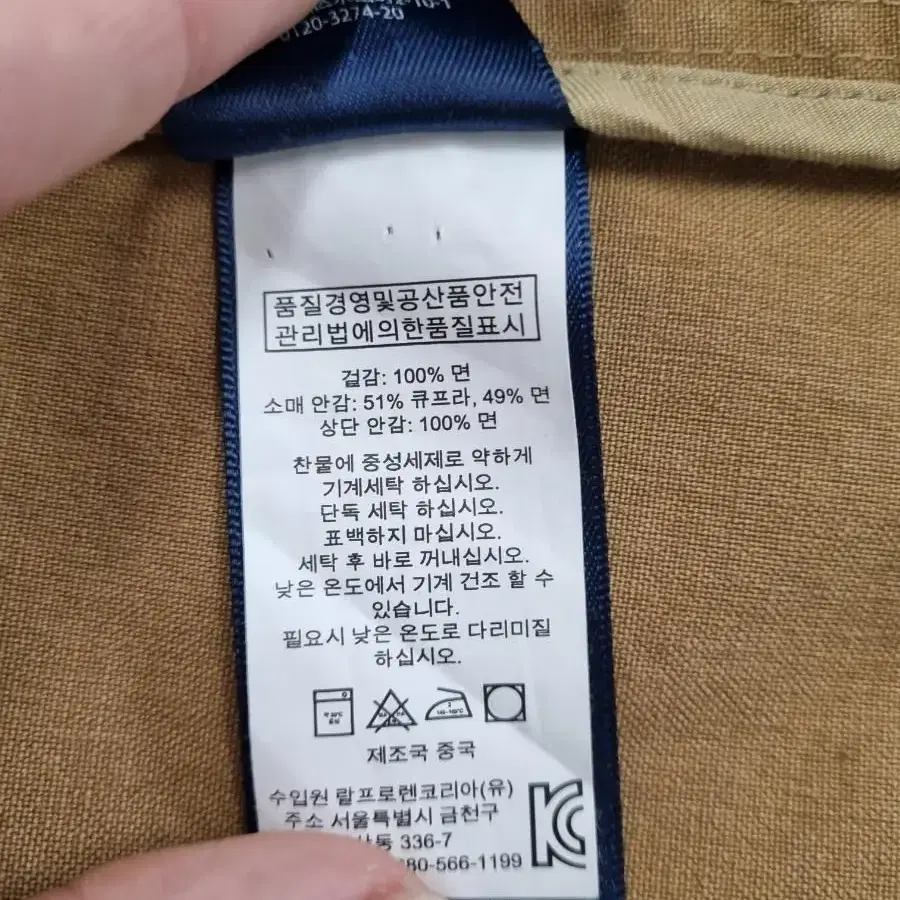 0120-3274-20
품질경영및공산품안전
관리법에의한품질표시
겉감: 100% 면
소매 안감: 51% 큐프라, 49% 면
상단 안감: 100% 면
찬물에 중성세제로 약하게
기계세탁 하십시오.
단독 세탁 하십시오.
표백하지 마십시오.
세탁 후 바로 꺼내십시오.
낮은 온도에서 기계 건조 할 수
있습니다.
필요시 낮은 온도로 다리미질
하십시오.
제조국 중국
수입원 랄프로렌코리아(유)
주소 서울특별시 금천구
336-7
80-566-1199